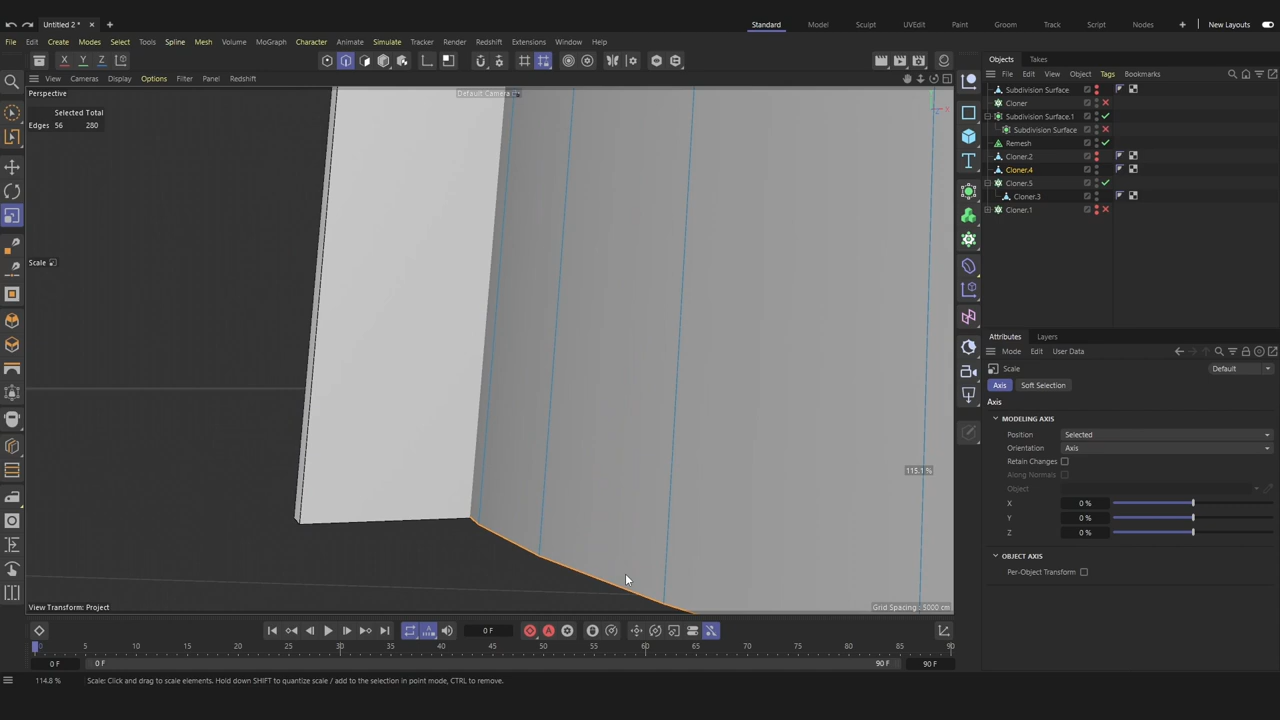 Untitled 2 *
Standard
Model
Sculpt
UVEdit
Paint
Groom
Track
Script
Nodes
New Layouts
File Edit Create Modes Select Tools Spline Mesh Volume MoGraph Character Animate Simulate Tracker Render Redshift Extensions Window Help
X Y Z
Objects Takes
File Edit View Object Tags Bookmarks
View Cameras Display Options Filter Panel Redshift
Perspective
Default Camera
Selected Total
Edges 56 280
Scale
115.1 %
View Transform: Project
Grid Spacing : 5000 cm
Subdivision Surface
Cloner
Subdivision Surface.1
Subdivision Surface
Remesh
Cloner.2
Cloner.4
Cloner.5
Cloner.3
Cloner.1
Attributes Layers
Mode Edit User Data
Scale
Default
Axis Soft Selection
Axis
MODELING AXIS
Position Selected
Orientation Axis
Retain Changes
Along Normals
Object
X 0 %
Y 0 %
Z 0 %
OBJECT AXIS
Per-Object Transform
0 F
0 5 10 15 20 25 30 35 40 45 50 55 60 65 70 75 80 85 90
0 F 0 F 90 F 90 F
114.8 % Scale: Click and drag to scale elements. Hold down SHIFT to quantize scale / add to the selection in point mode, CTRL to remove.